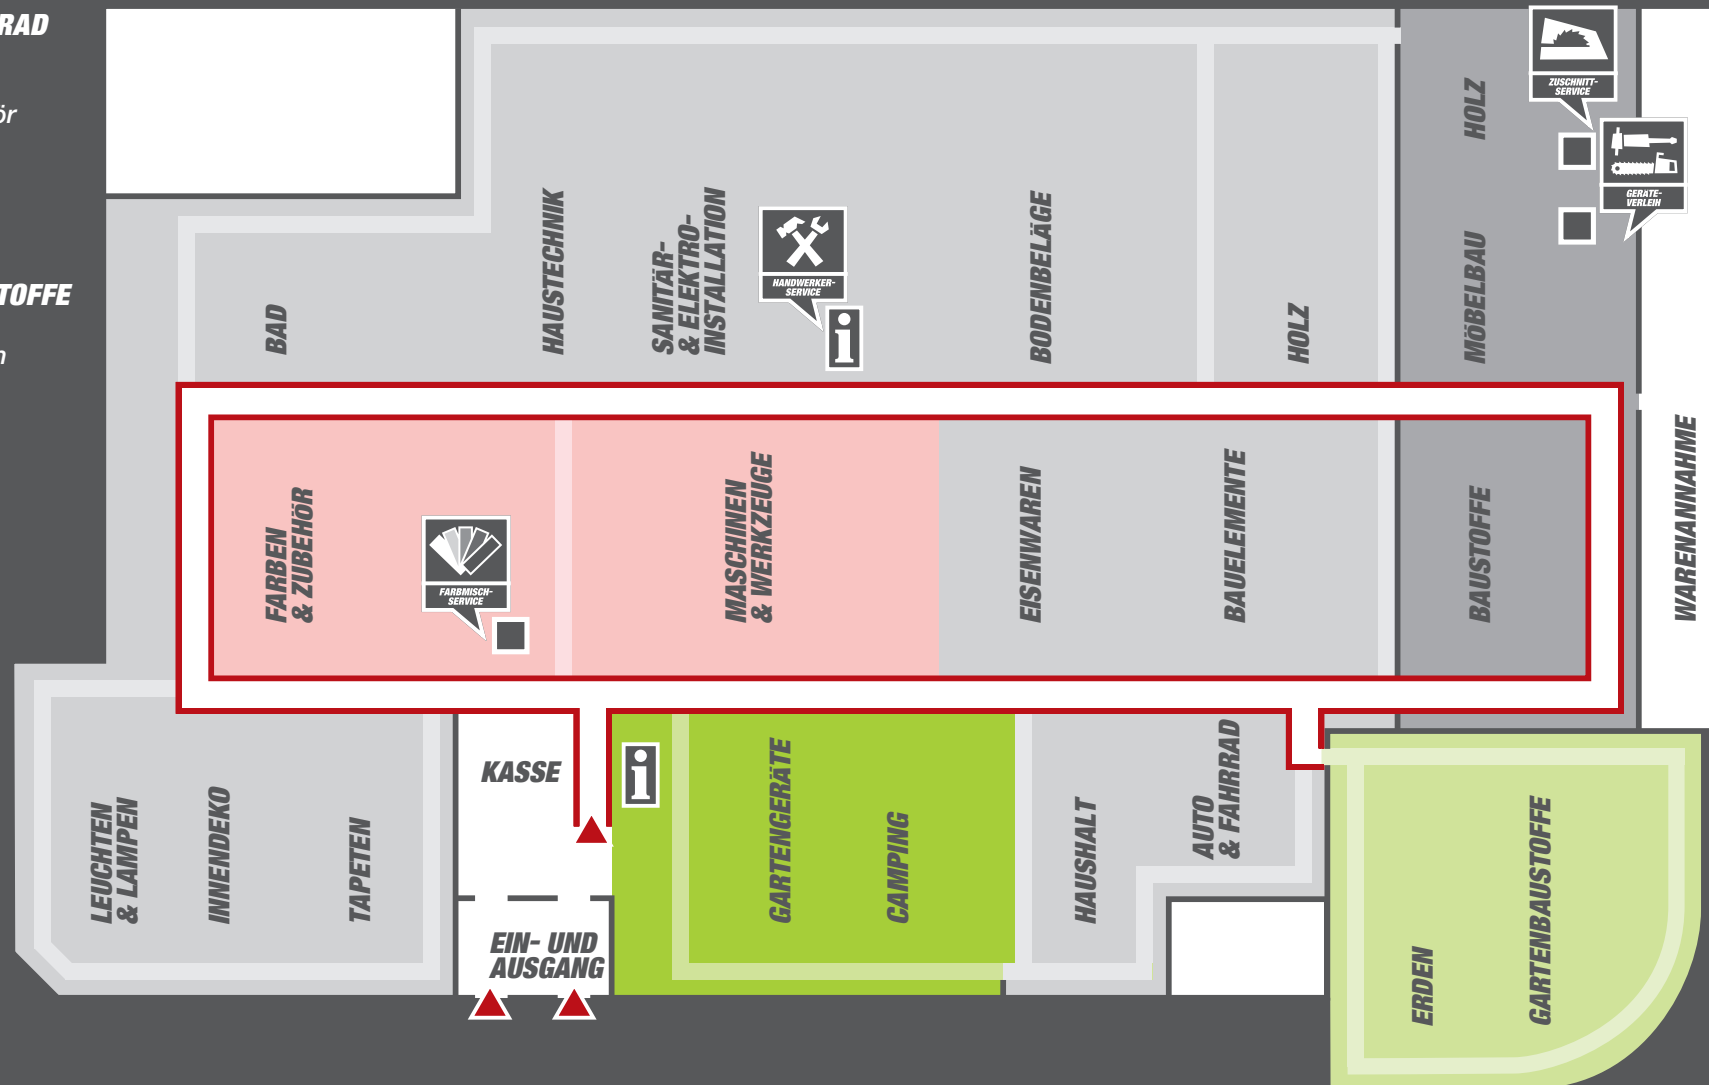 RAD
ör
TOFFE
n
ZUSCHNITT-
SERVICE
GERÄTE-
VERLEIH
HOLZ
MÖBELBAU
BAD
HAUSTECHNIK
SANITÄR-
& ELEKTRO-
INSTALLATION
HANDWERKER-
SERVICE
i
BODENBELÄGE
HOLZ
FARBEN
& ZUBEHÖR
FARBMISCH-
SERVICE
MASCHINEN
& WERKZEUGE
EISENWAREN
BAUELEMENTE
BAUSTOFFE
WARENANNAHME
LEUCHTEN
& LAMPEN
INNENDEKO
TAPETEN
KASSE
i
EIN- UND
AUSGANG
GARTENGERÄTE
CAMPING
HAUSHALT
AUTO
& FAHRRAD
ERDEN
GARTENBAUSTOFFE